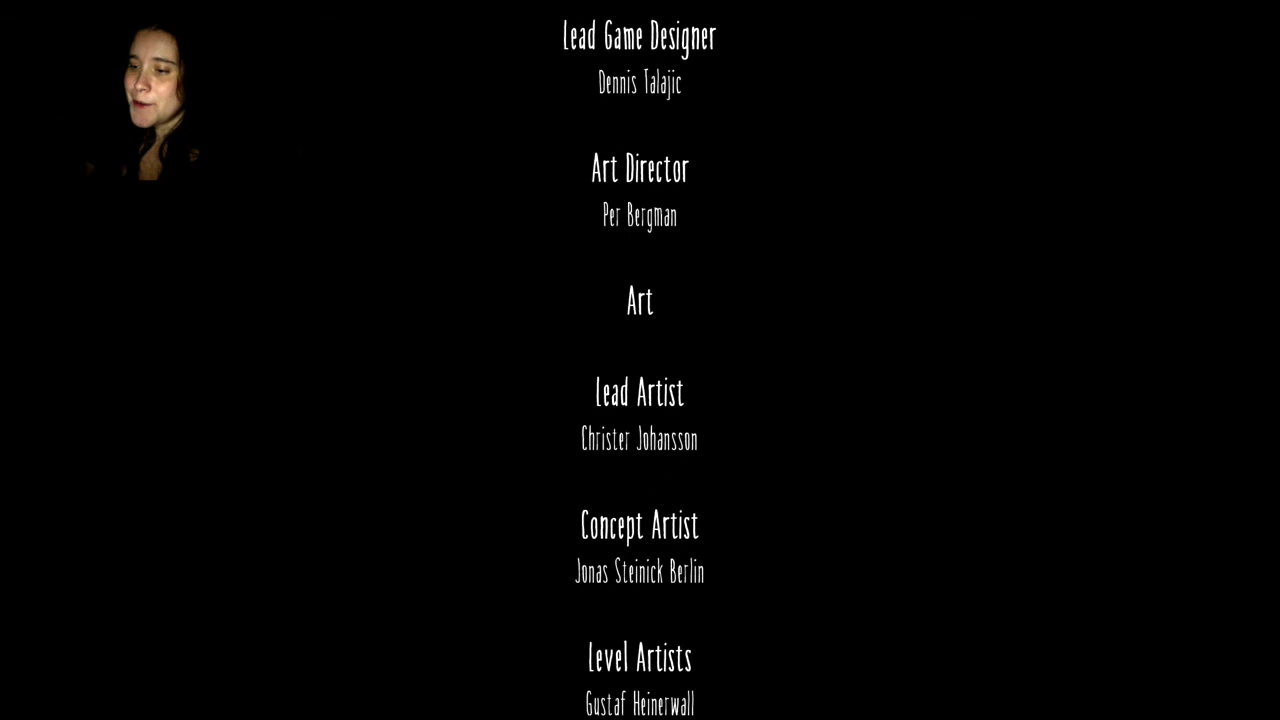 Lead Game Designer
Dennis Talajic
Art Director
Per Bergman
Art
Lead Artist
Christer Johansson
Concept Artist
Jonas Steinick Berlin
Level Artists
Gustaf Heinerwall